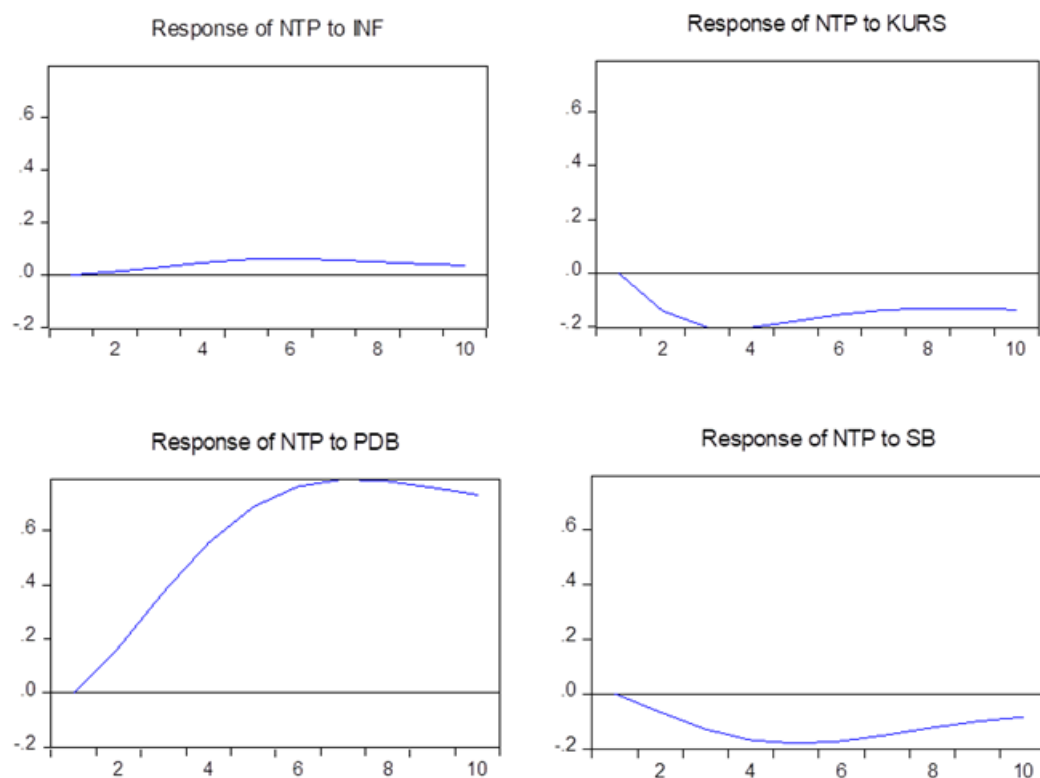 Response of NTP to INF
.6
.4
.2
.0
-.2
2 4 6 8 10
Response of NTP to KURS
.6
.4
.2
.0
-.2
2 4 6 8 10
Response of NTP to PDB
.6
.4
.2
.0
-.2
2 4 6 8 10
Response of NTP to SB
.6
.4
.2
.0
-.2
2 4 6 8 10